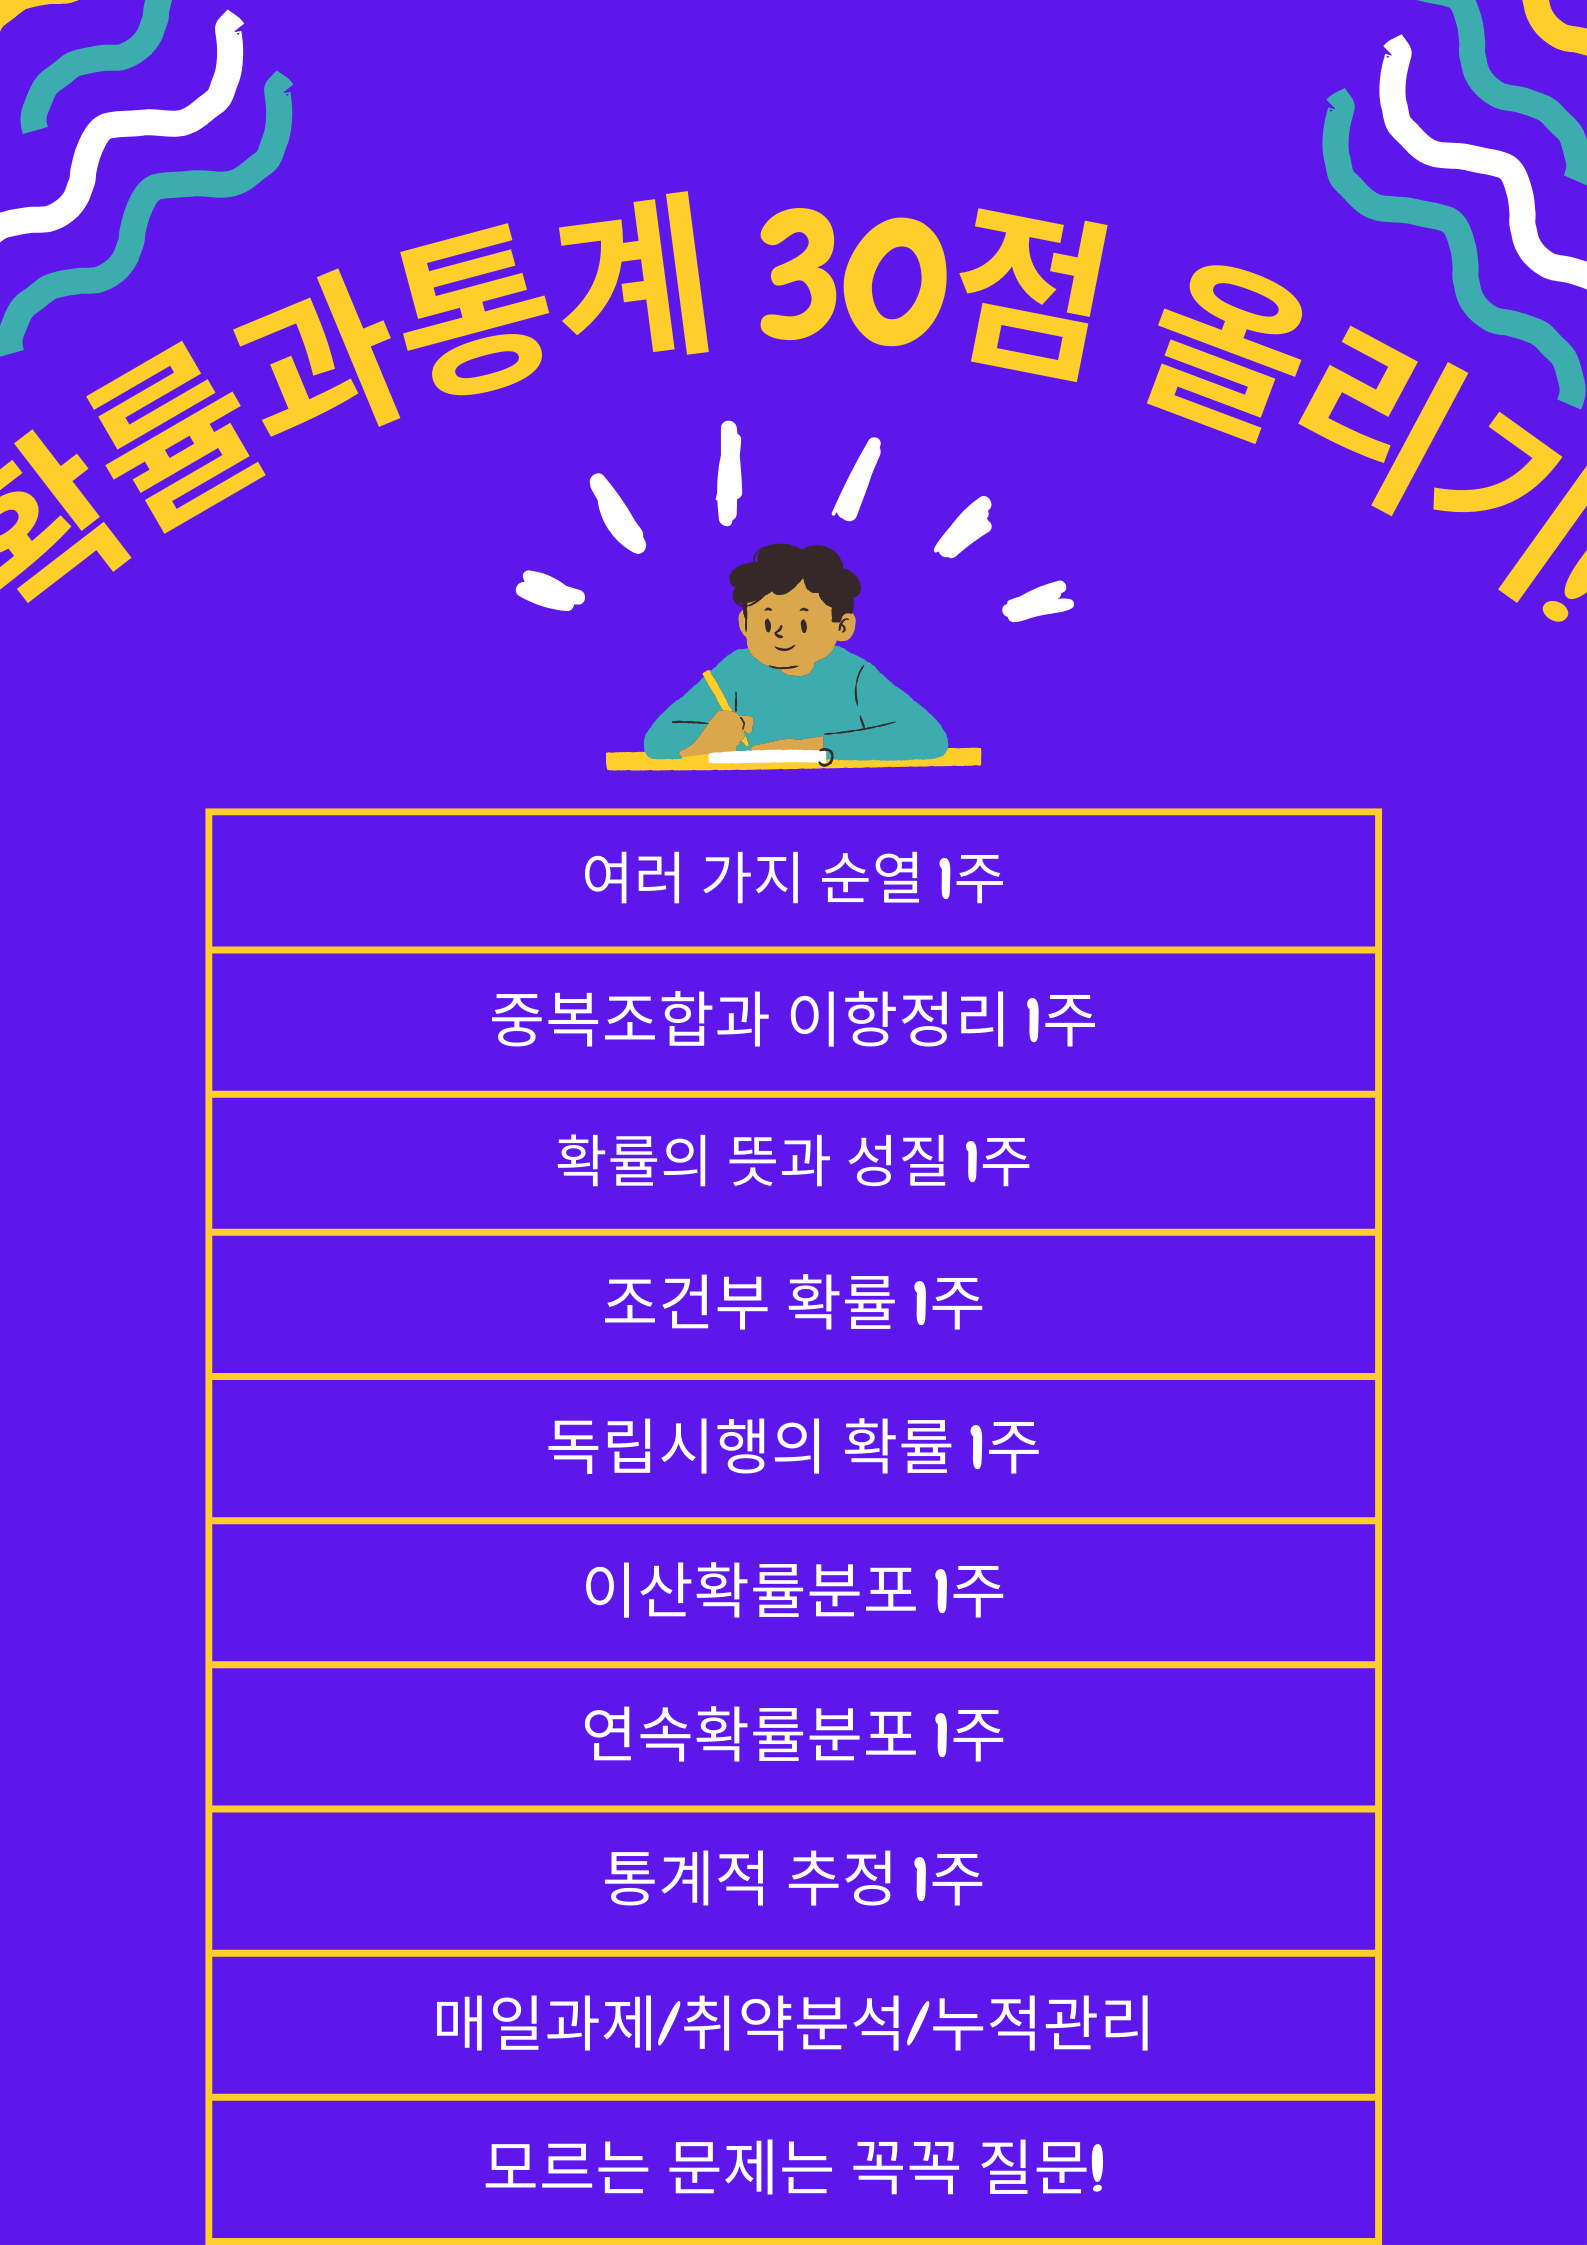 확률과통계 30점 올리기!
여러 가지 순열 1주
중복조합과 이항정리 1주
확률의 뜻과 성질 1주
조건부 확률 1주
독립시행의 확률 1주
이산확률분포 1주
연속확률분포 1주
통계적 추정 1주
매일과제/취약분석/누적관리
모르는 문제는 꼭꼭 질문!